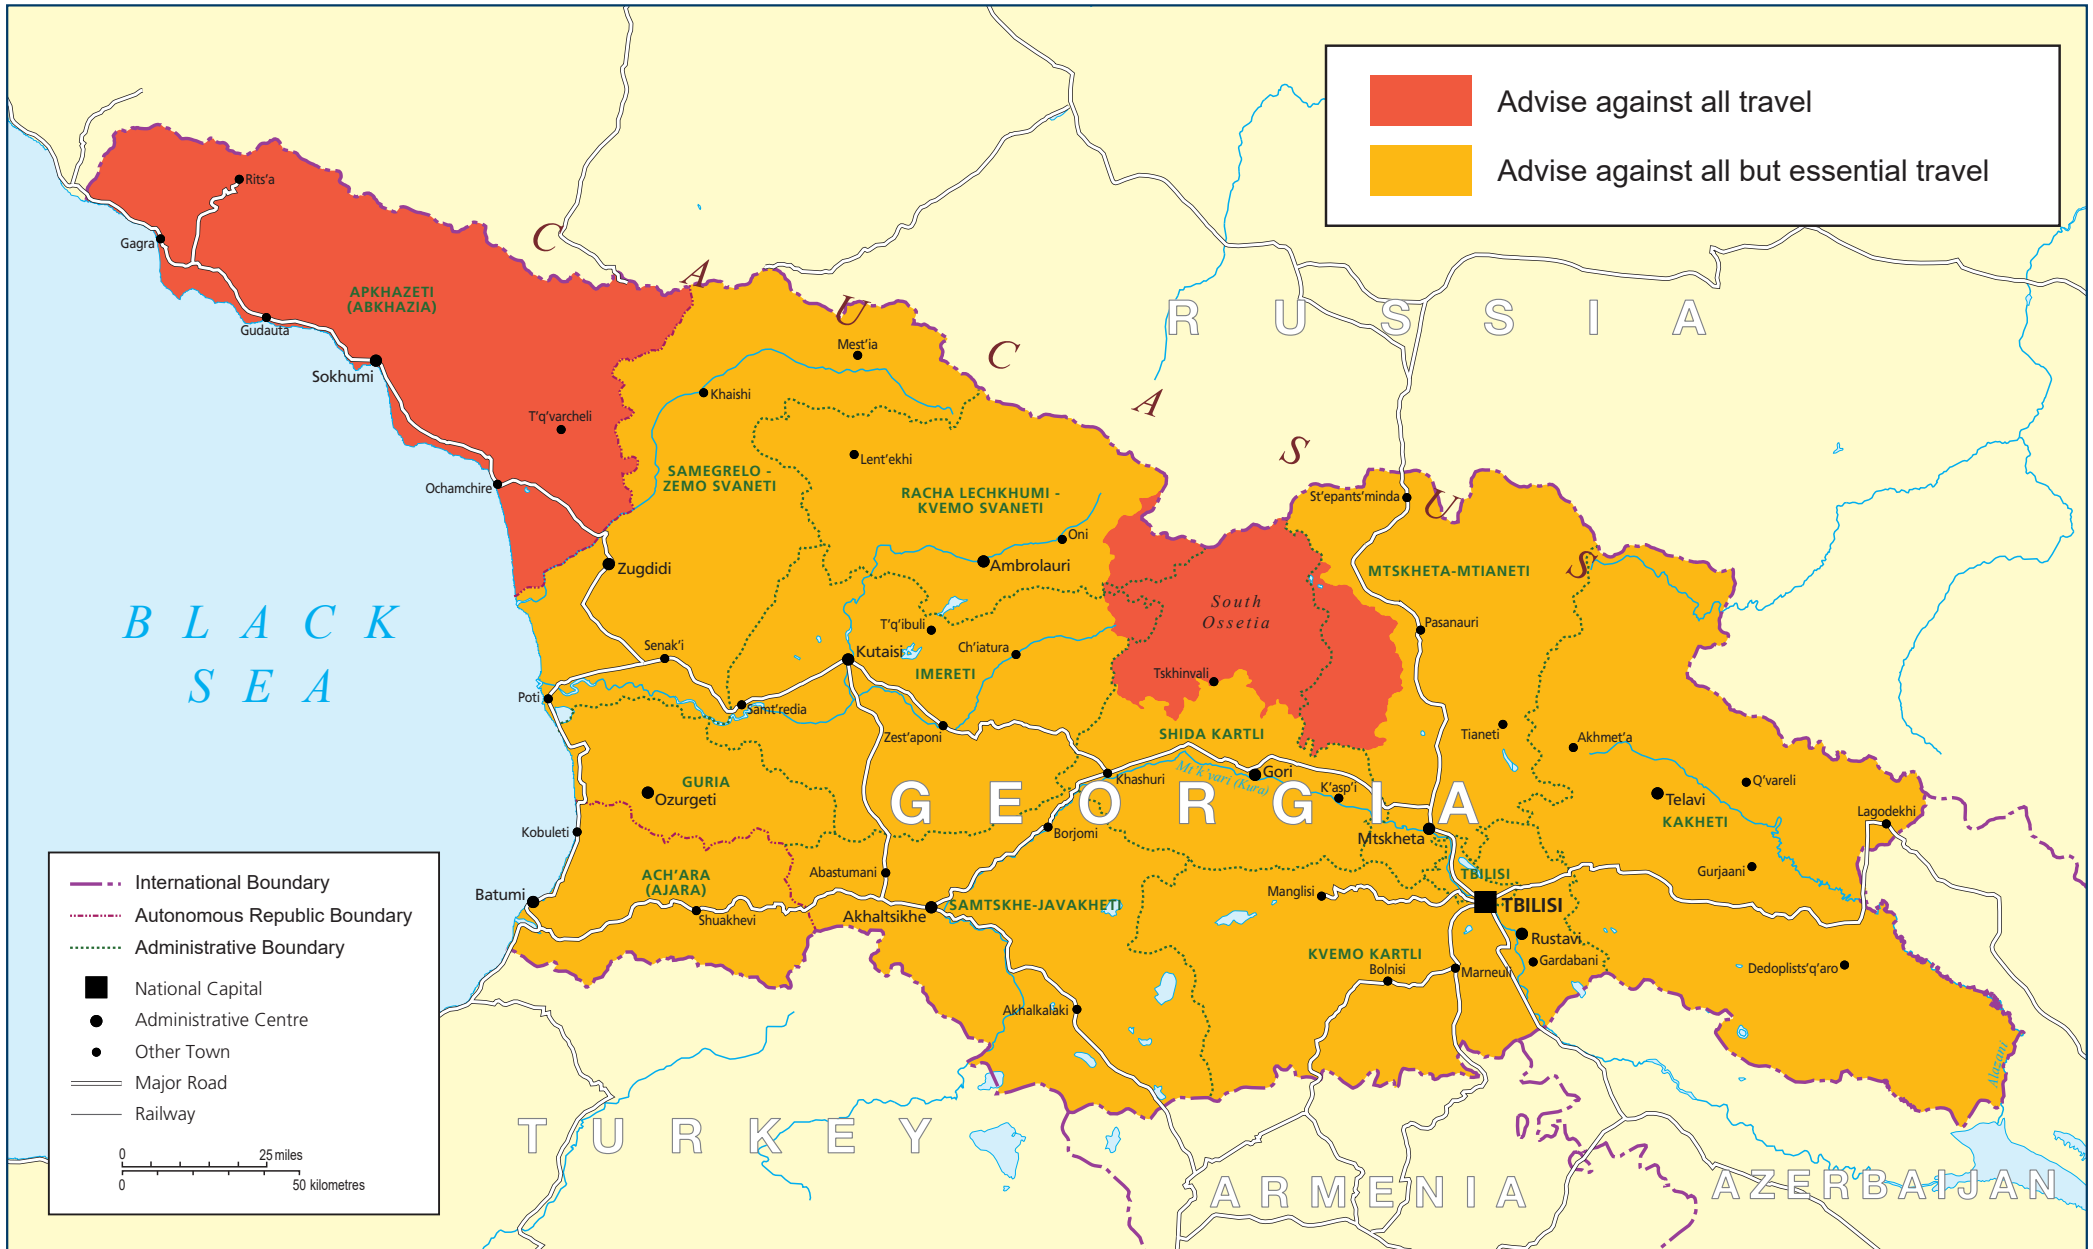 Advise against all travel
Advise against all but essential travel
C A U C A S U S
R U S S I A
Rits'a
Gagra
APKHAZETI
(ABKHAZIA)
Gudauta
Sokhumi
T'q'varcheli
Ochamchire
Mest'ia
Khaishi
Lent'ekhi
SAMEGRELO -
ZEMO SVANETI
RACHA LECHKHUMI -
KVEMO SVANETI
Oni
Ambrolauri
Zugdidi
St'epants'minda
MTSKHETA-MTIANETI
South
Ossetia
Pasanauri
Tskhinvali
B L A C K
S E A
T'q'ibuli
Ch'iatura
Senak'i
Kutaisi
IMERETI
Poti
Samt'redia
Zest'aponi
SHIDA KARTLI
Tianeti
Akhmet'a
Khashuri
Mt'k'vari (Kura)
Gori
K'asp'i
Q'vareli
Telavi
KAKHETI
Lagodekhi
GURIA
Ozurgeti
G E O R G I A
Kobuleti
Borjomi
Mtskheta
ACH'ARA
(AJARA)
Abastumani
TBILISI
Gurjaani
Manglisi
Batumi
Shuakhevi
Akhaltsikhe
SAMTSKHE-JAVAKHETI
TBILISI
Rustavi
KVEMO KARTLI
Bolnisi
Marneuli
Gardabani
Dedoplists'q'aro
Akhalkalaki
Alazani
T U R K E Y
A R M E N I A
A Z E R B A I J A N
International Boundary
Autonomous Republic Boundary
Administrative Boundary
National Capital
Administrative Centre
Other Town
Major Road
Railway
0 25 miles
0 50 kilometres